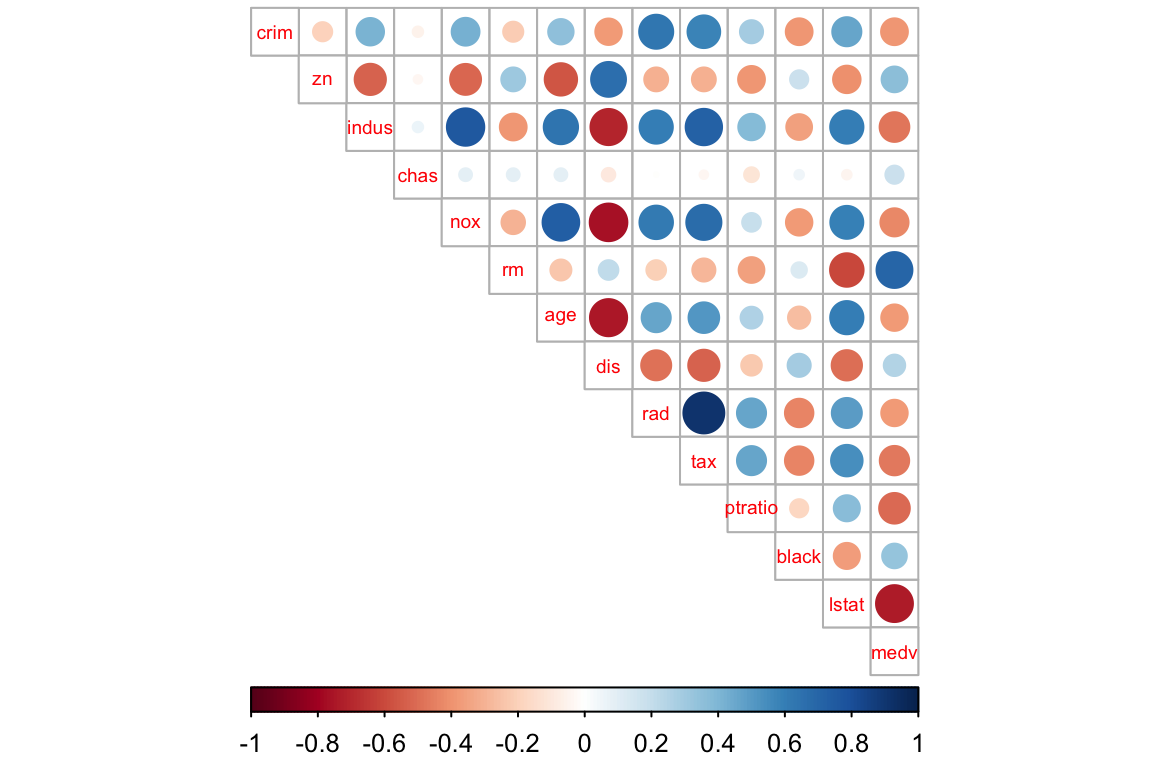 crim
zn
indus
chas
nox
rm
age
dis
rad
tax
ptratio
black
lstat
medv
-1 -0.8 -0.6 -0.4 -0.2 0 0.2 0.4 0.6 0.8 1